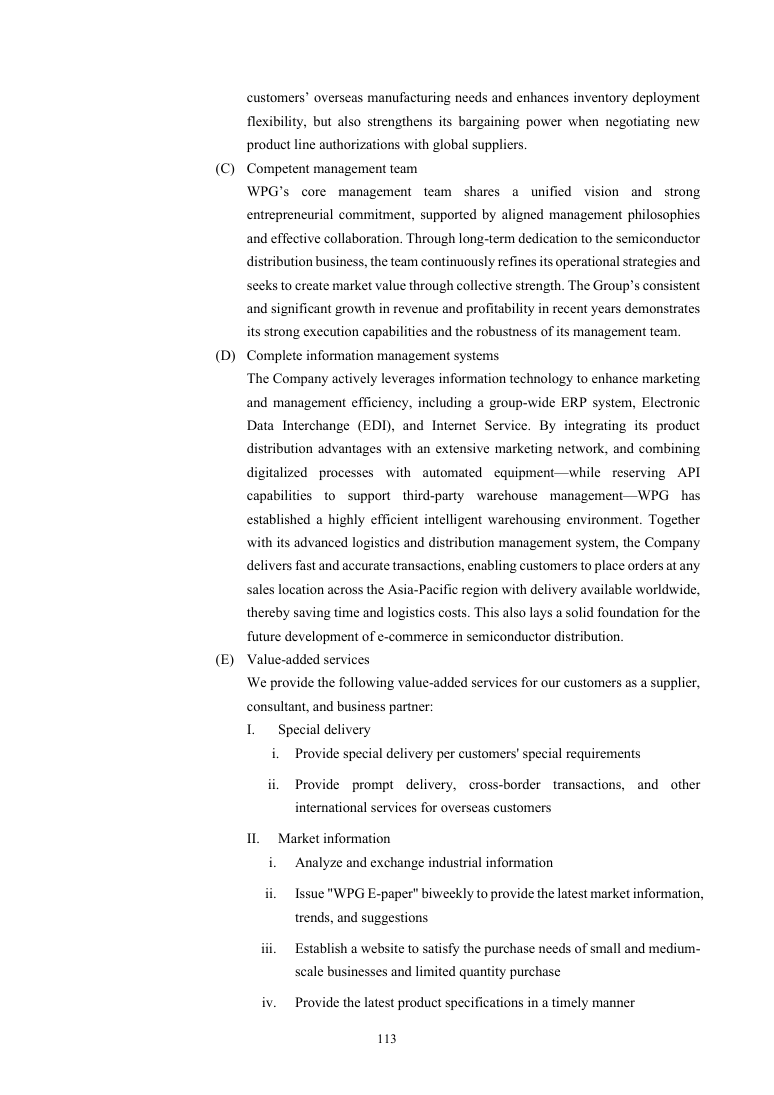 customers’ overseas manufacturing needs and enhances inventory deployment
flexibility, but also strengthens its bargaining power when negotiating new
product line authorizations with global suppliers.
(C) Competent management team
WPG’s core management team shares a unified vision and strong
entrepreneurial commitment, supported by aligned management philosophies
and effective collaboration. Through long-term dedication to the semiconductor
distribution business, the team continuously refines its operational strategies and
seeks to create market value through collective strength. The Group’s consistent
and significant growth in revenue and profitability in recent years demonstrates
its strong execution capabilities and the robustness of its management team.
(D) Complete information management systems
The Company actively leverages information technology to enhance marketing
and management efficiency, including a group-wide ERP system, Electronic
Data Interchange (EDI), and Internet Service. By integrating its product
distribution advantages with an extensive marketing network, and combining
digitalized processes with automated equipment—while reserving API
capabilities to support third-party warehouse management—WPG has
established a highly efficient intelligent warehousing environment. Together
with its advanced logistics and distribution management system, the Company
delivers fast and accurate transactions, enabling customers to place orders at any
sales location across the Asia-Pacific region with delivery available worldwide,
thereby saving time and logistics costs. This also lays a solid foundation for the
future development of e-commerce in semiconductor distribution.
(E) Value-added services
We provide the following value-added services for our customers as a supplier,
consultant, and business partner:
I. Special delivery
i. Provide special delivery per customers' special requirements
ii. Provide prompt delivery, cross-border transactions, and other
international services for overseas customers
II. Market information
i. Analyze and exchange industrial information
ii. Issue "WPG E-paper" biweekly to provide the latest market information,
trends, and suggestions
iii. Establish a website to satisfy the purchase needs of small and medium-
scale businesses and limited quantity purchase
iv. Provide the latest product specifications in a timely manner
113